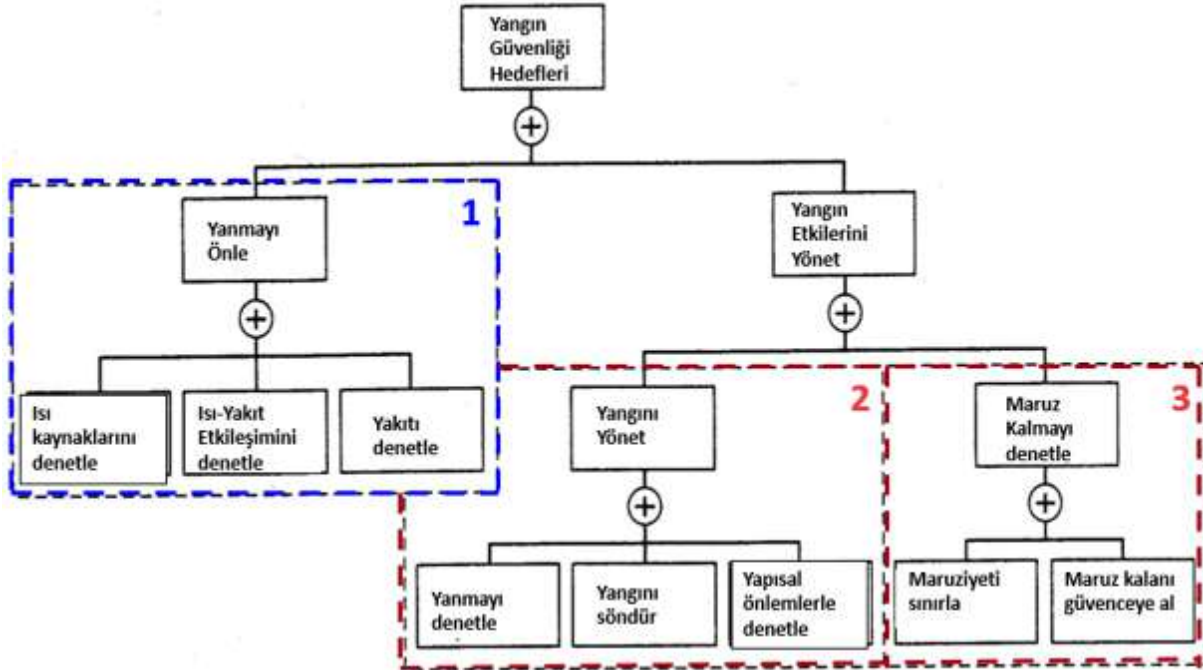 Yangın
Güvenliği
Hedefleri
+
1
Yanmayı
Önle
Yangın
Etkilerini
Yönet
+
+
Isı
kaynaklarını
denetle
Isı-Yakıt
Etkileşimini
denetle
Yakıtı
denetle
2
Yangını
Yönet
3
Maruz
Kalmayı
denetle
+
+
Yanmayı
denetle
Yangını
söndür
Yapısal
önlemlerle
denetle
Maruziyeti
sınırla
Maruz kalanı
güvenceye al